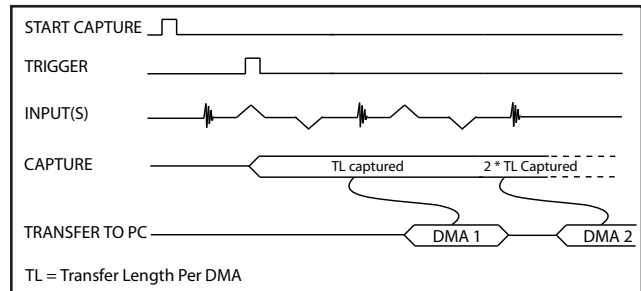 START CAPTURE
TRIGGER
INPUT(S)
CAPTURE
TL captured
2 * TL Captured
TRANSFER TO PC
DMA 1
DMA 2
TL = Transfer Length Per DMA